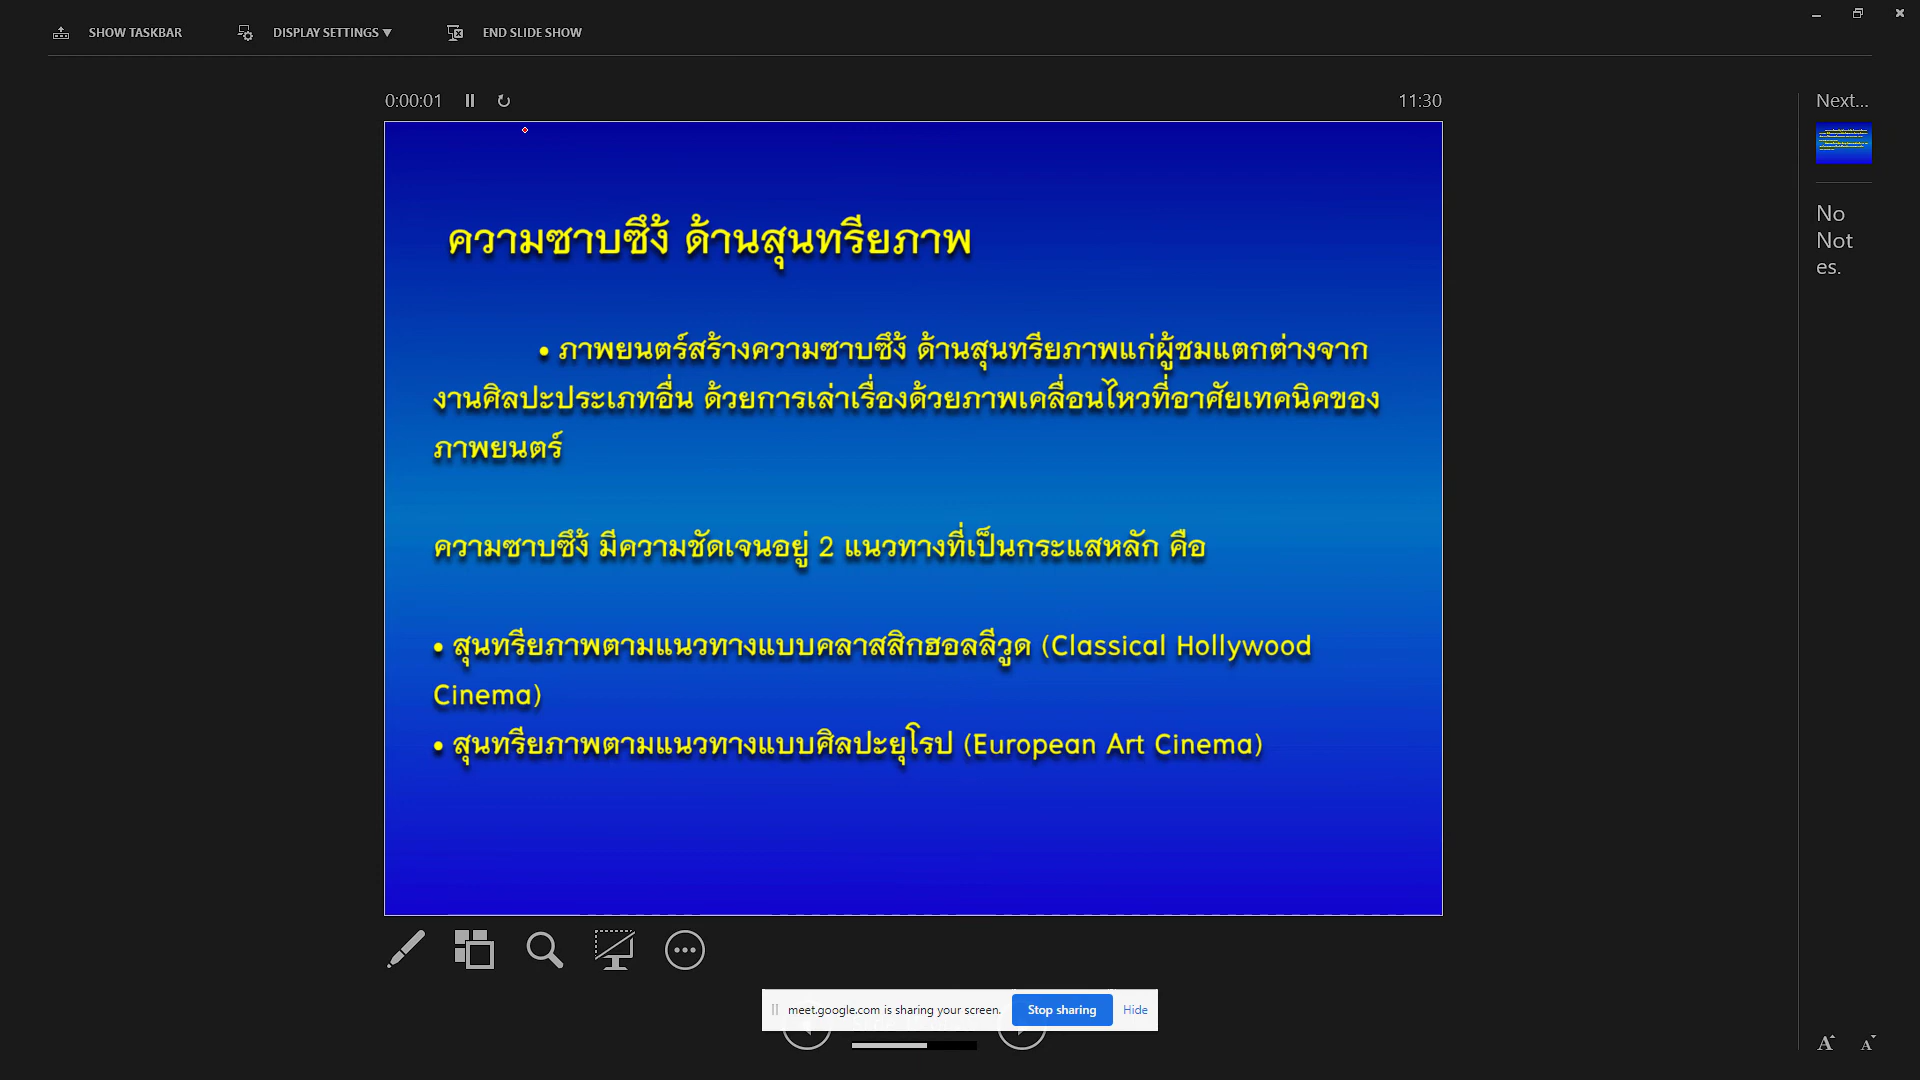 SHOW TASKBAR DISPLAY SETTINGS ▼ END SLIDE SHOW
0:00:01 11:30 Next...
ความซาบซึ้ง ด้านสุนทรียภาพ
• ภาพยนตร์สร้างความซาบซึ้ง ด้านสุนทรียภาพแก่ผู้ชมแตกต่างจาก
งานศิลปะประเภทอื่น ด้วยการเล่าเรื่องด้วยภาพเคลื่อนไหวที่อาศัยเทคนิคของ
ภาพยนตร์
ความซาบซึ้ง มีความชัดเจนอยู่ 2 แนวทางที่เป็นกระแสหลัก คือ
• สุนทรียภาพตามแนวทางแบบคลาสสิกฮอลลีวูด (Classical Hollywood
Cinema)
• สุนทรียภาพตามแนวทางแบบศิลปะยุโรป (European Art Cinema)
No
Not
es.
meet.google.com is sharing your screen. Stop sharing Hide
A A